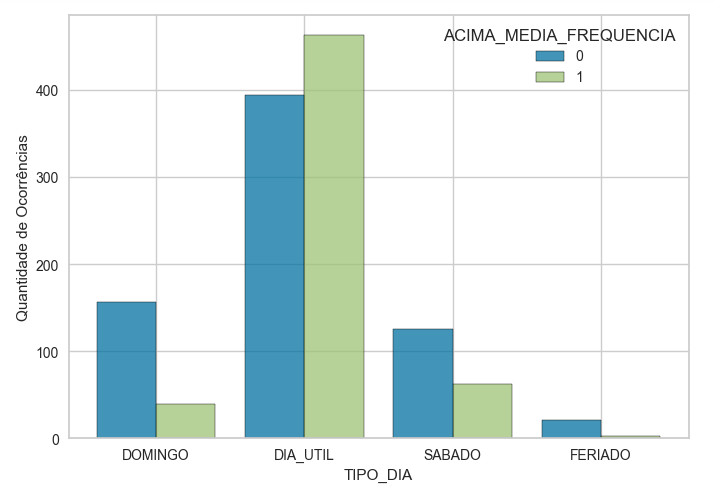 ACIMA_MEDIA_FREQUENCIA
0
1
Quantidade de Ocorrências
400
300
200
100
0
DOMINGO
DIA_UTIL
SABADO
FERIADO
TIPO_DIA